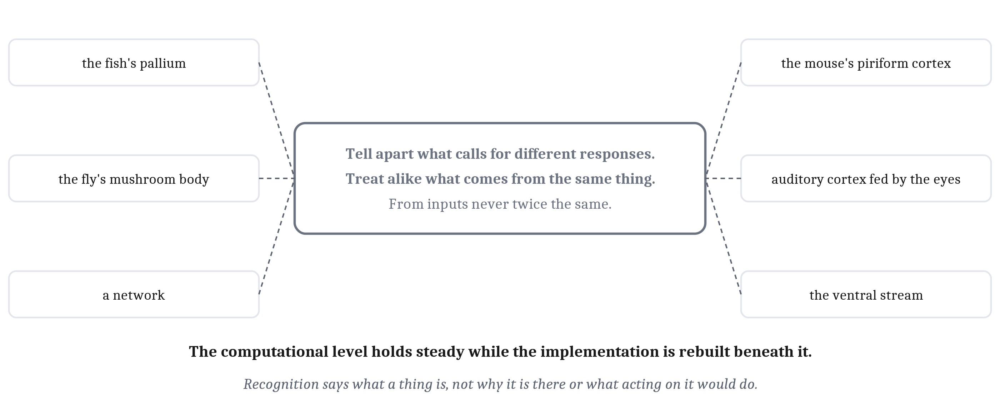 the fish's pallium
the mouse's piriform cortex
Tell apart what calls for different responses.
the fly's mushroom body
Treat alike what comes from the same thing.
auditory cortex fed by the eyes
From inputs never twice the same.
a network
the ventral stream
The computational level holds steady while the implementation is rebuilt beneath it.
Recognition says what a thing is, not why it is there or what acting on it would do.